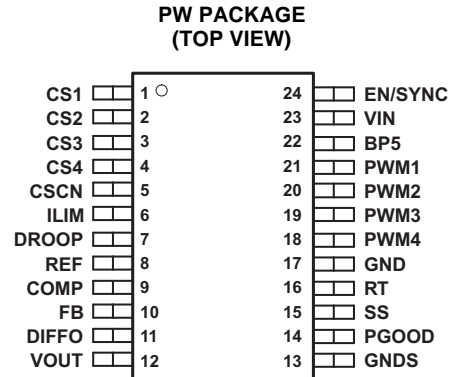 PW PACKAGE
(TOP VIEW)
CS1 1 24 EN/SYNC
CS2 2 23 VIN
CS3 3 22 BP5
CS4 4 21 PWM1
CSCN 5 20 PWM2
ILIM 6 19 PWM3
DROOP 7 18 PWM4
REF 8 17 GND
COMP 9 16 RT
FB 10 15 SS
DIFFO 11 14 PGOOD
VOUT 12 13 GNDS